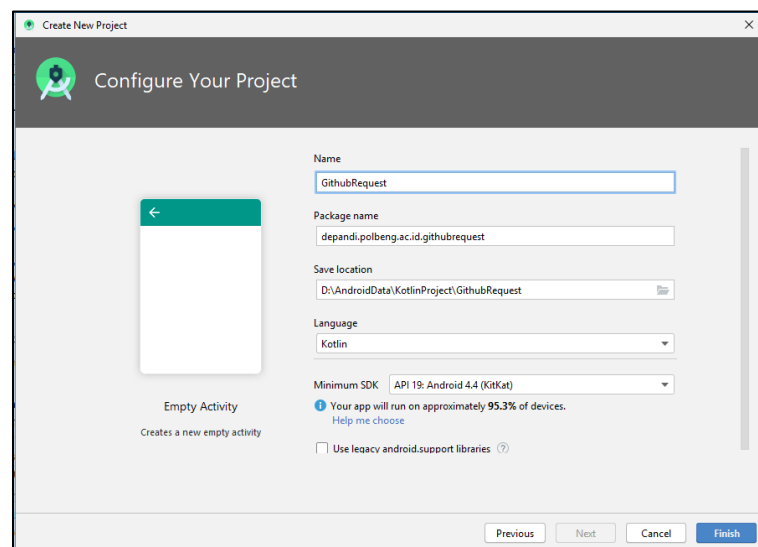 Create New Project
Configure Your Project
Name
GithubRequest
Package name
depandi.polbeng.ac.id.githubrequest
Save location
D:\AndroidData\KotlinProject\GithubRequest
Language
Kotlin
Minimum SDK API 19: Android 4.4 (KitKat)
Your app will run on approximately 95.3% of devices.
Help me choose
Use legacy android.support libraries ?
Empty Activity
Creates a new empty activity
Previous Next Cancel Finish